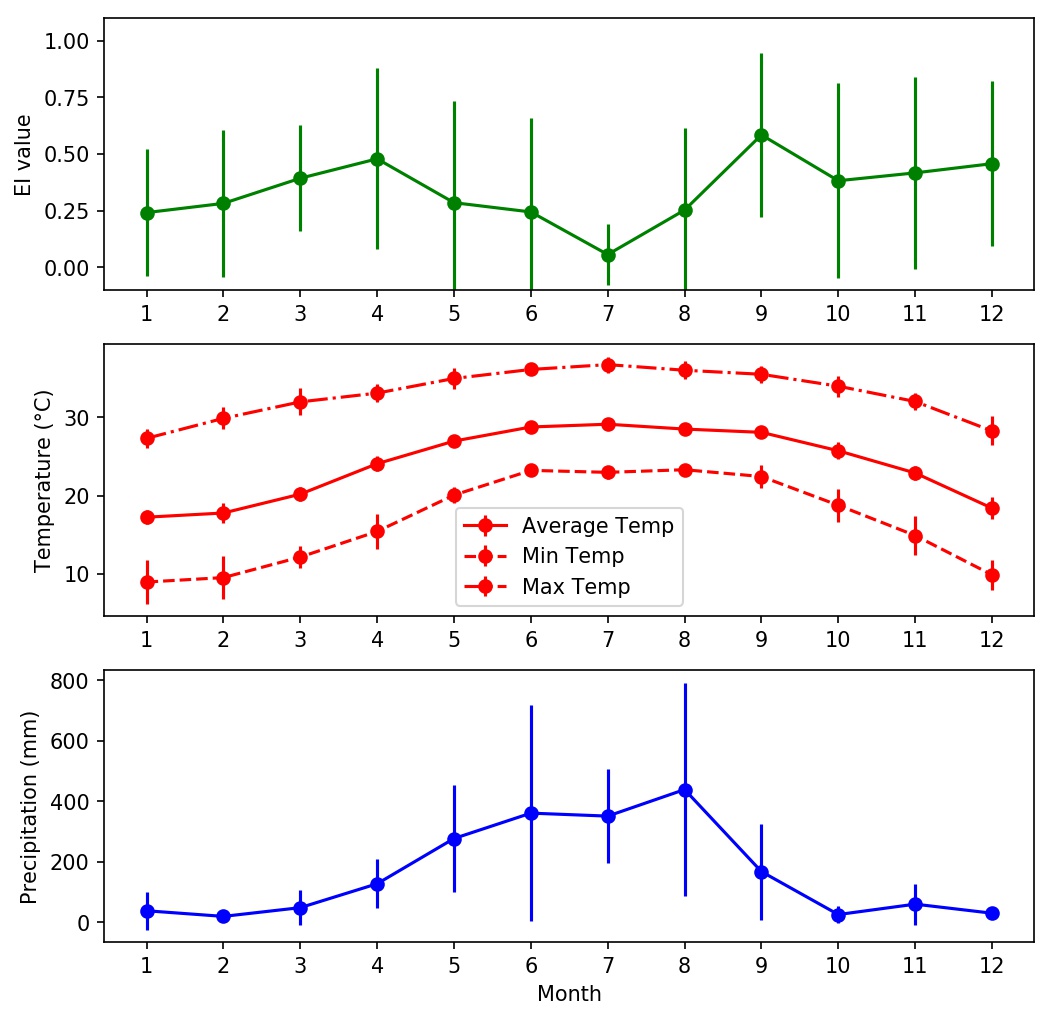 EI value
1.00
0.75
0.50
0.25
0.00
1 2 3 4 5 6 7 8 9 10 11 12
Temperature (°C)
30
20
10
Average Temp
Min Temp
Max Temp
1 2 3 4 5 6 7 8 9 10 11 12
Precipitation (mm)
800
600
400
200
0
1 2 3 4 5 6 7 8 9 10 11 12
Month